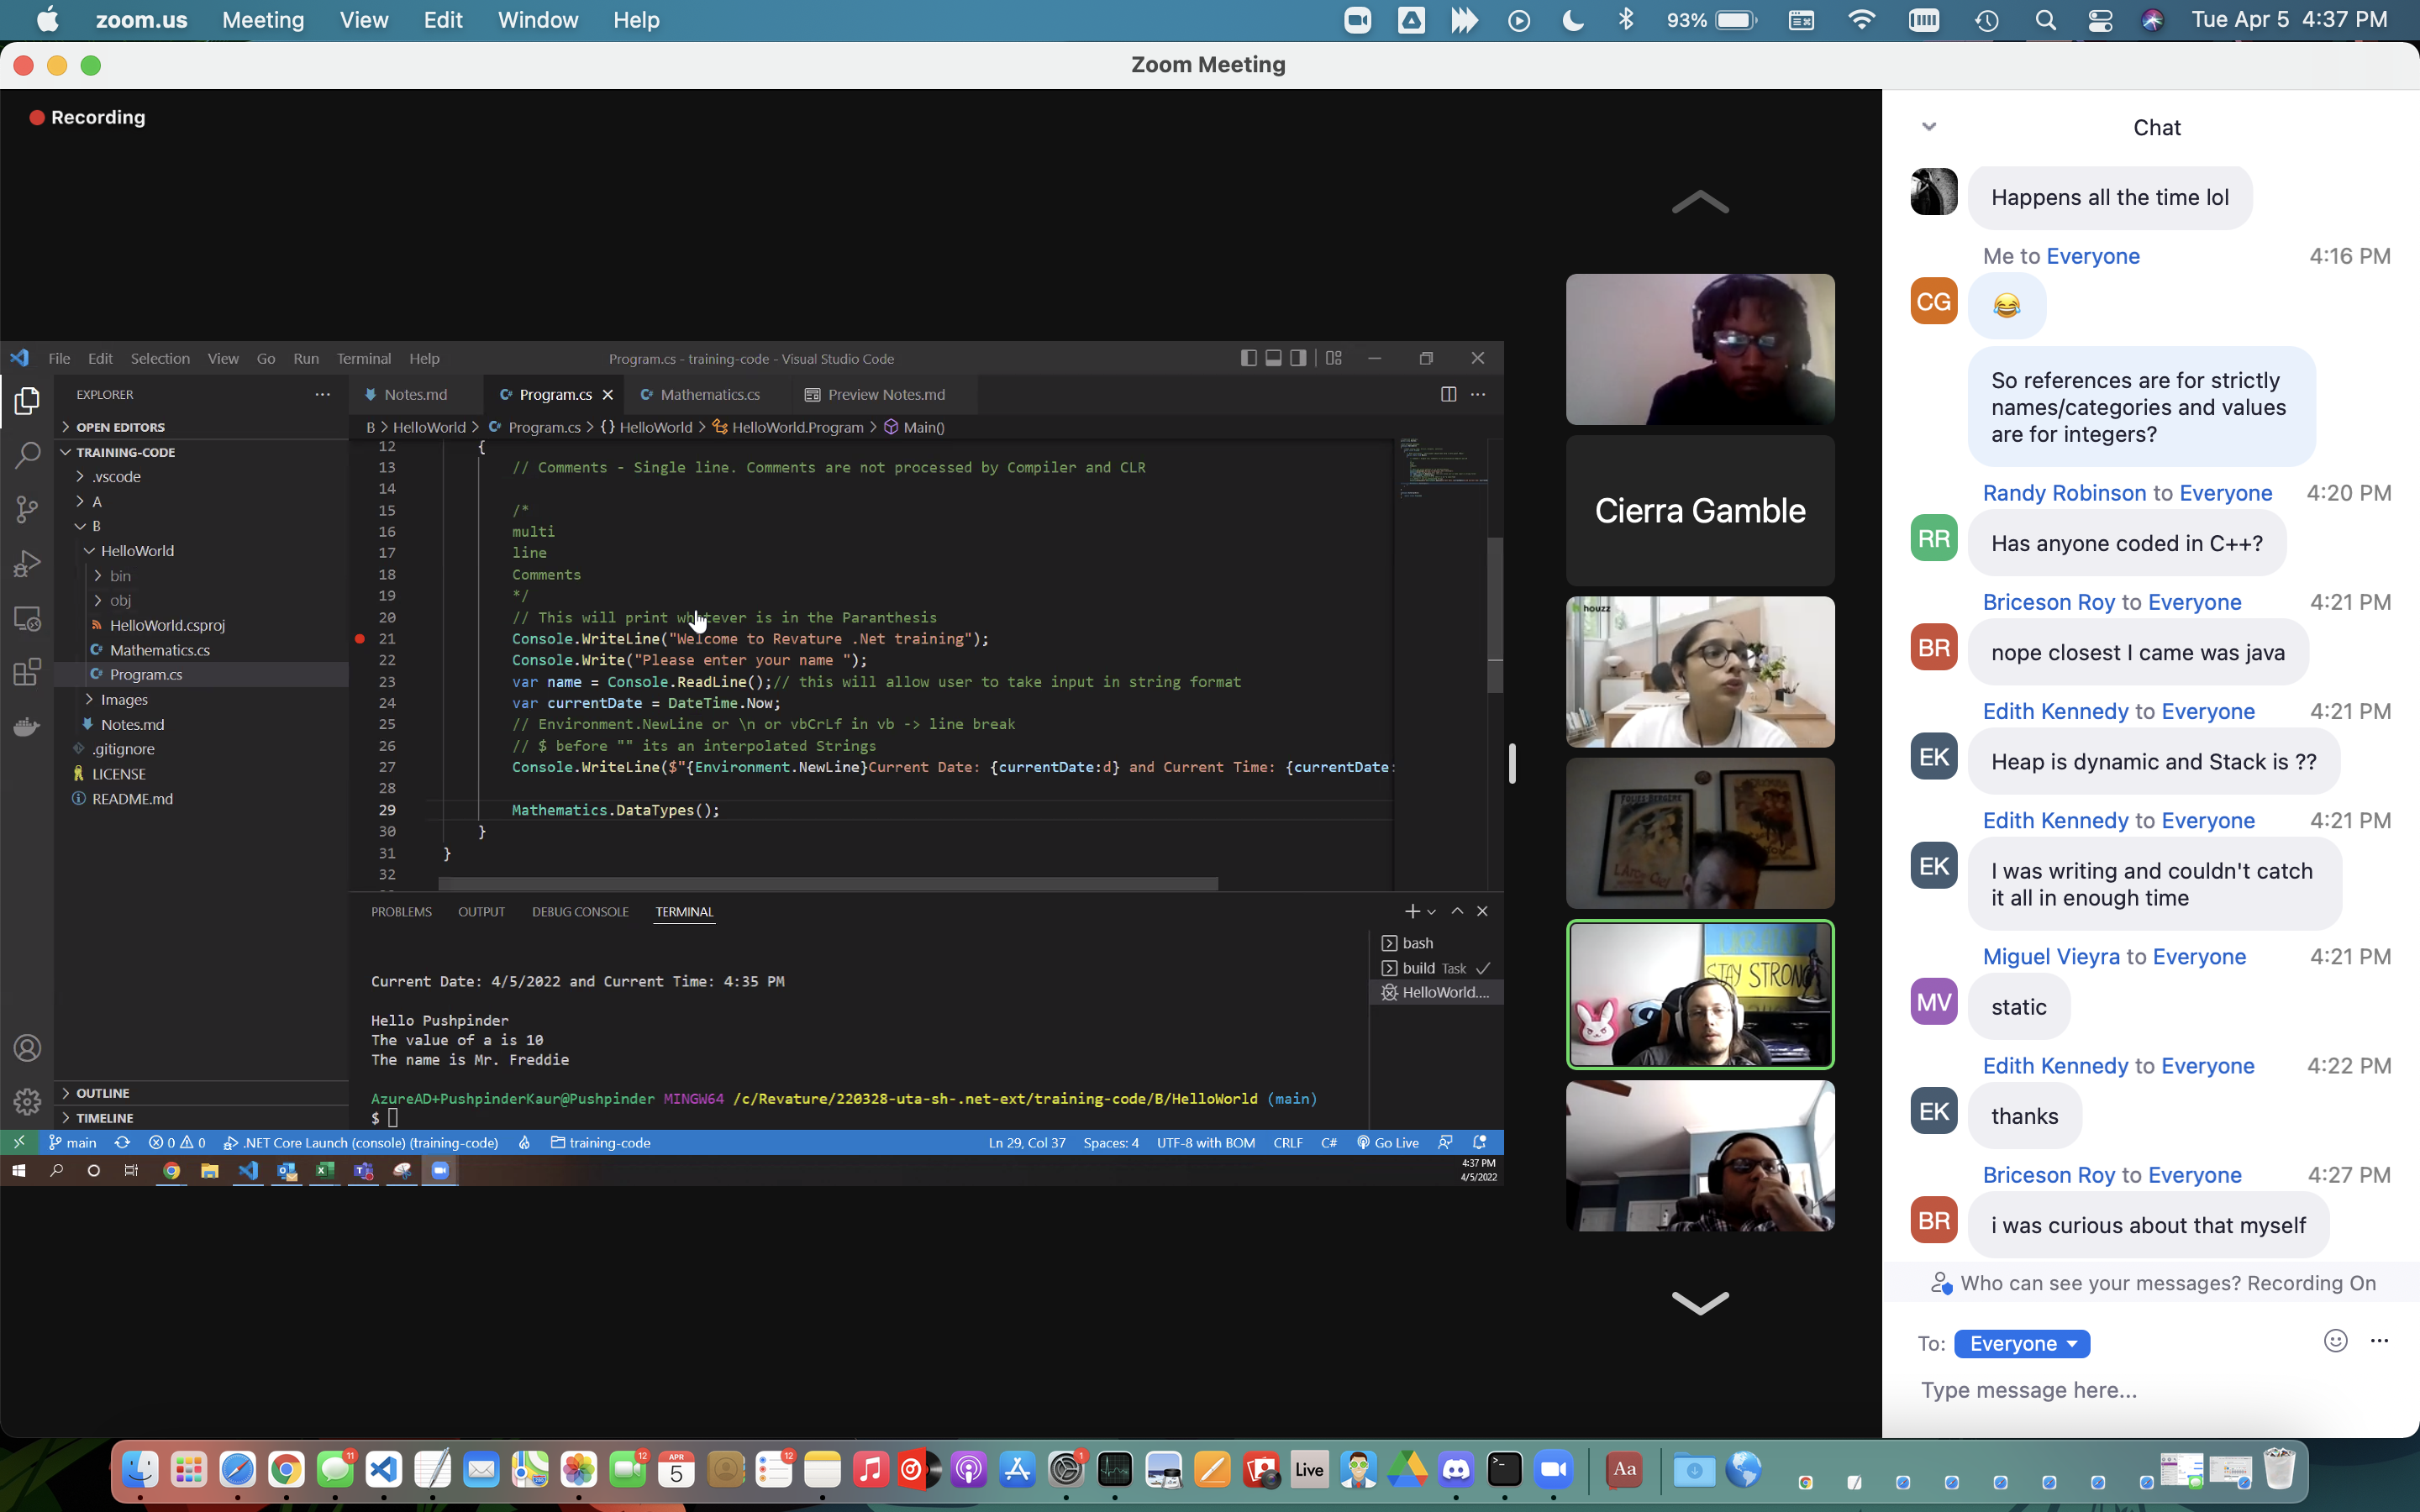 zoom.us Meeting View Edit Window Help
93% Tue Apr 5 4:37 PM
Zoom Meeting
Recording
File Edit Selection View Go Run Terminal Help
Program.cs - training-code - Visual Studio Code
EXPLORER
OPEN EDITORS
TRAINING-CODE
.vscode
A
B
HelloWorld
bin
obj
HelloWorld.csproj
Mathematics.cs
Program.cs
Images
Notes.md
.gitignore
LICENSE
README.md
OUTLINE
TIMELINE
Notes.md Program.cs Mathematics.cs Preview Notes.md
B > HelloWorld > Program.cs > {} HelloWorld > HelloWorld.Program > Main()
12 {
13 // Comments - Single line. Comments are not processed by Compiler and CLR
14
15 /*
16 multi
17 line
18 Comments
19 */
20 // This will print whatever is in the Paranthesis
21 Console.WriteLine("Welcome to Revature .Net training");
22 Console.Write("Please enter your name ");
23 var name = Console.ReadLine();// this will allow user to take input in string format
24 var currentDate = DateTime.Now;
25 // Environment.NewLine or \n or vbCrLf in vb -> line break
26 // $ before "" its an interpolated Strings
27 Console.WriteLine($"{Environment.NewLine}Current Date: {currentDate:d} and Current Time: {currentDate:
28
29 Mathematics.DataTypes();
30 }
31 }
32
PROBLEMS OUTPUT DEBUG CONSOLE TERMINAL
bash
build Task
HelloWorld....
Current Date: 4/5/2022 and Current Time: 4:35 PM
Hello Pushpinder
The value of a is 10
The name is Mr. Freddie
AzureAD+PushpinderKaur@Pushpinder MINGW64 /c/Revature/220328-uta-sh-.net-ext/training-code/B/HelloWorld (main)
$
main 0 0 .NET Core Launch (console) (training-code) training-code
Ln 29, Col 37 Spaces: 4 UTF-8 with BOM CRLF C# Go Live
4:37 PM
4/5/2022
Cierra Gamble
houzz
STAY STRONG
Chat
Happens all the time lol
Me to Everyone 4:16 PM
CG
😂
So references are for strictly
names/categories and values
are for integers?
Randy Robinson to Everyone 4:20 PM
RR
Has anyone coded in C++?
Briceson Roy to Everyone 4:21 PM
BR
nope closest I came was java
Edith Kennedy to Everyone 4:21 PM
EK
Heap is dynamic and Stack is ??
Edith Kennedy to Everyone 4:21 PM
EK
I was writing and couldn't catch
it all in enough time
Miguel Vieyra to Everyone 4:21 PM
MV
static
Edith Kennedy to Everyone 4:22 PM
EK
thanks
Briceson Roy to Everyone 4:27 PM
BR
i was curious about that myself
Who can see your messages? Recording On
To: Everyone
Type message here...
11
12
APR
5
12
1
Live
Aa